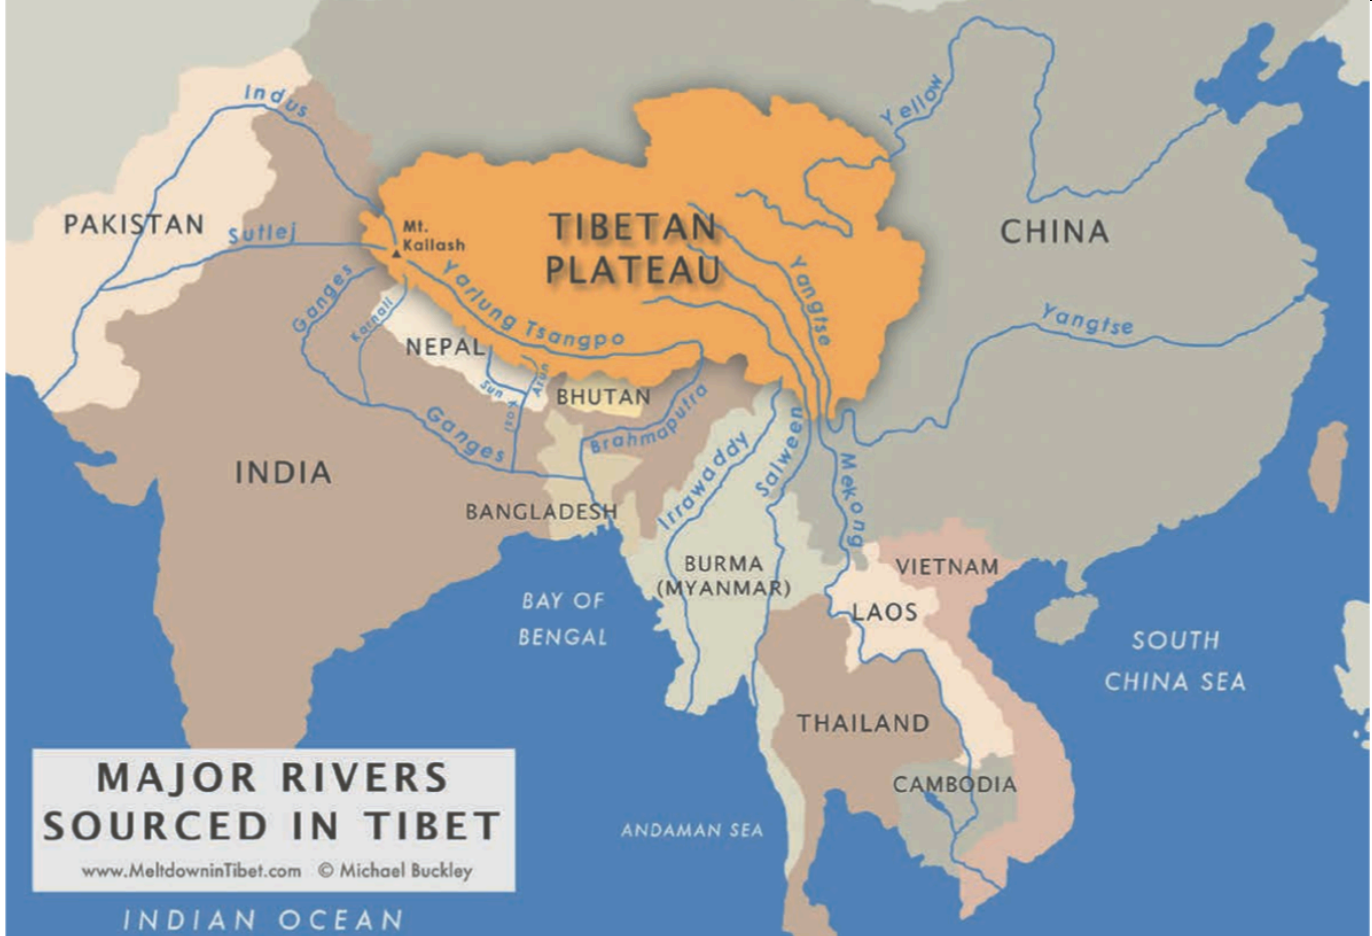 Indus
Yellow
PAKISTAN
Sutlej
Mt.
Kailash
TIBETAN
PLATEAU
CHINA
Ganges
Karnali
Yarlung Tsangpo
Yangtse
Yangtse
NEPAL
Sun Kosi
Arun
BHUTAN
Brahmaputra
Ganges
INDIA
Irrawaddy
Salween
Mekong
BANGLADESH
BURMA
(MYANMAR)
VIETNAM
LAOS
BAY OF
BENGAL
SOUTH
CHINA SEA
THAILAND
CAMBODIA
ANDAMAN SEA
MAJOR RIVERS
SOURCED IN TIBET
www.MeltdowninTibet.com © Michael Buckley
INDIAN OCEAN